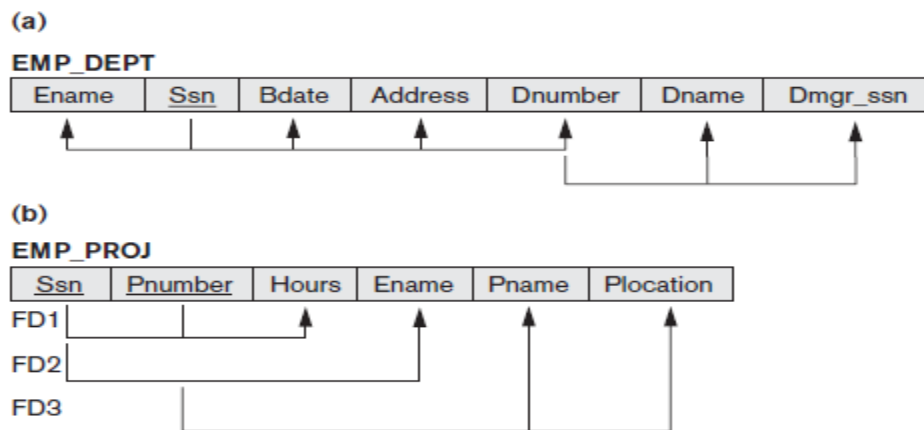 (a)
EMP_DEPT
Ename Ssn Bdate Address Dnumber Dname Dmgr_ssn
(b)
EMP_PROJ
Ssn Pnumber Hours Ename Pname Plocation
FD1
FD2
FD3